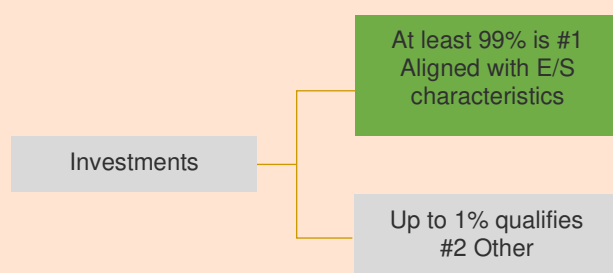 At least 99% is #1
Aligned with E/S
characteristics
Investments
Up to 1% qualifies
#2 Other